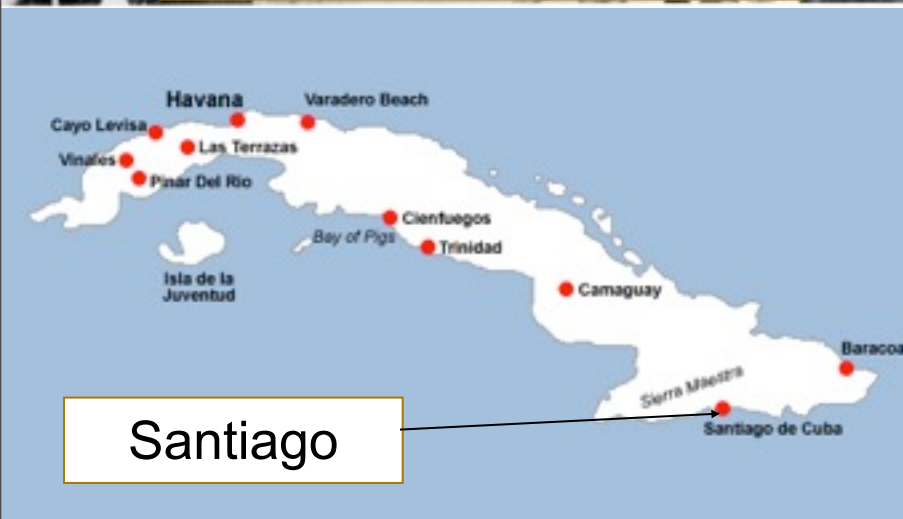 Havana
Varadero Beach
Cayo Levisa
Las Terrazas
Vinales
Pinar Del Rio
Cienfuegos
Bay of Pigs
Trinidad
Isla de la
Juventud
Camaguay
Baracoa
Sierra Maestra
Santiago de Cuba
Santiago